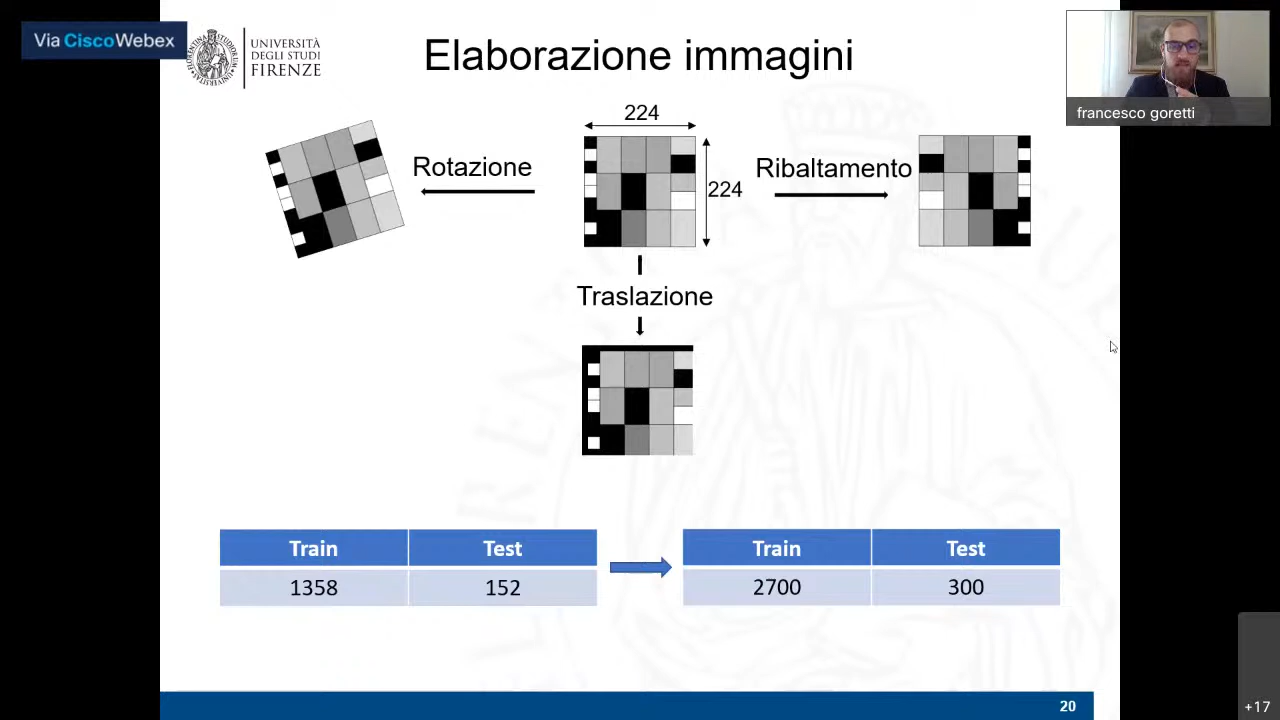 Via Cisco Webex
UNIVERSITÀ
DEGLI STUDI
FIRENZE
Elaborazione immagini
francesco goretti
224
Rotazione
224
Ribaltamento
Traslazione
Train Test
1358 152
Train Test
2700 300
20
+17